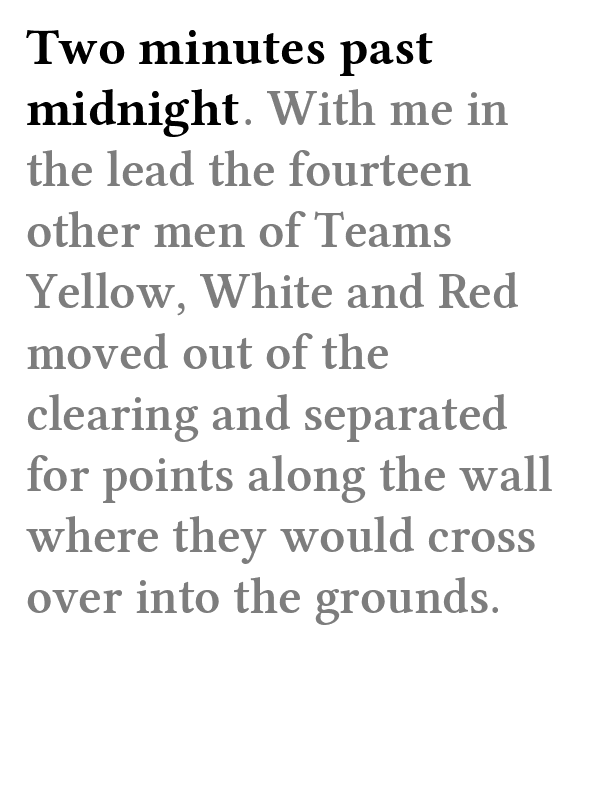 Two minutes past
midnight. With me in
the lead the fourteen
other men of Teams
Yellow, White and Red
moved out of the
clearing and separated
for points along the wall
where they would cross
over into the grounds.